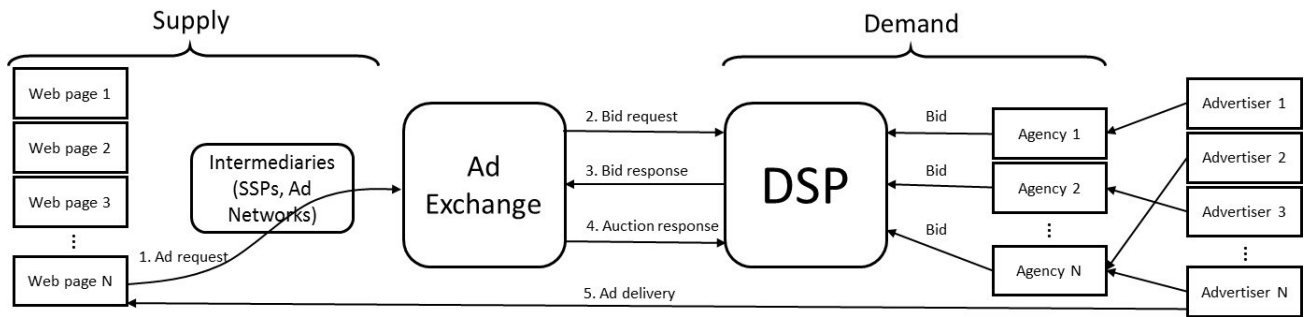 Supply
Demand
Web page 1
Web page 2
Web page 3
...
Web page N
Intermediaries
(SSPs, Ad
Networks)
1. Ad request
Ad
Exchange
2. Bid request
3. Bid response
4. Auction response
5. Ad delivery
DSP
Bid
Bid
Bid
Agency 1
Agency 2
...
Agency N
Advertiser 1
Advertiser 2
Advertiser 3
...
Advertiser N